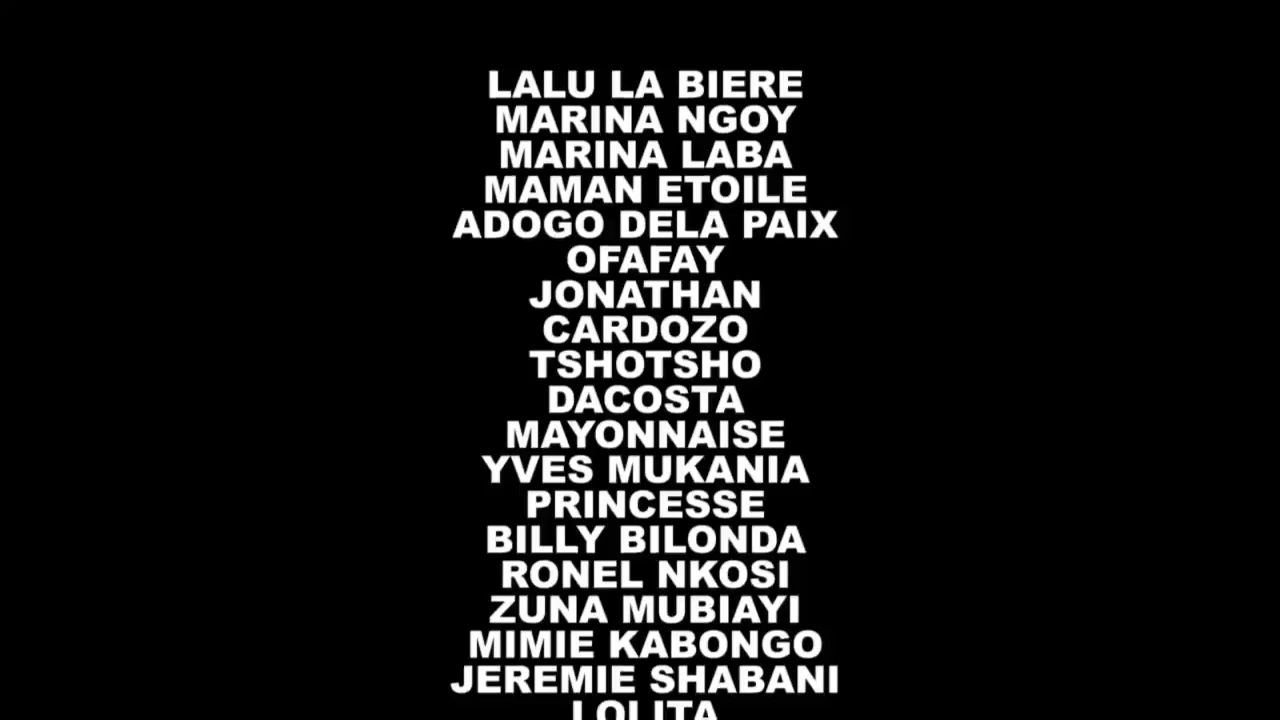 LALU LA BIERE
MARINA NGOY
MARINA LABA
MAMAN ETOILE
ADOGO DELA PAIX
OFAFAY
JONATHAN
CARDOZO
TSHOTSHO
DACOSTA
MAYONNAISE
YVES MUKANIA
PRINCESSE
BILLY BILONDA
RONEL NKOSI
ZUNA MUBIAYI
MIMIE KABONGO
JEREMIE SHABANI
LOLITA